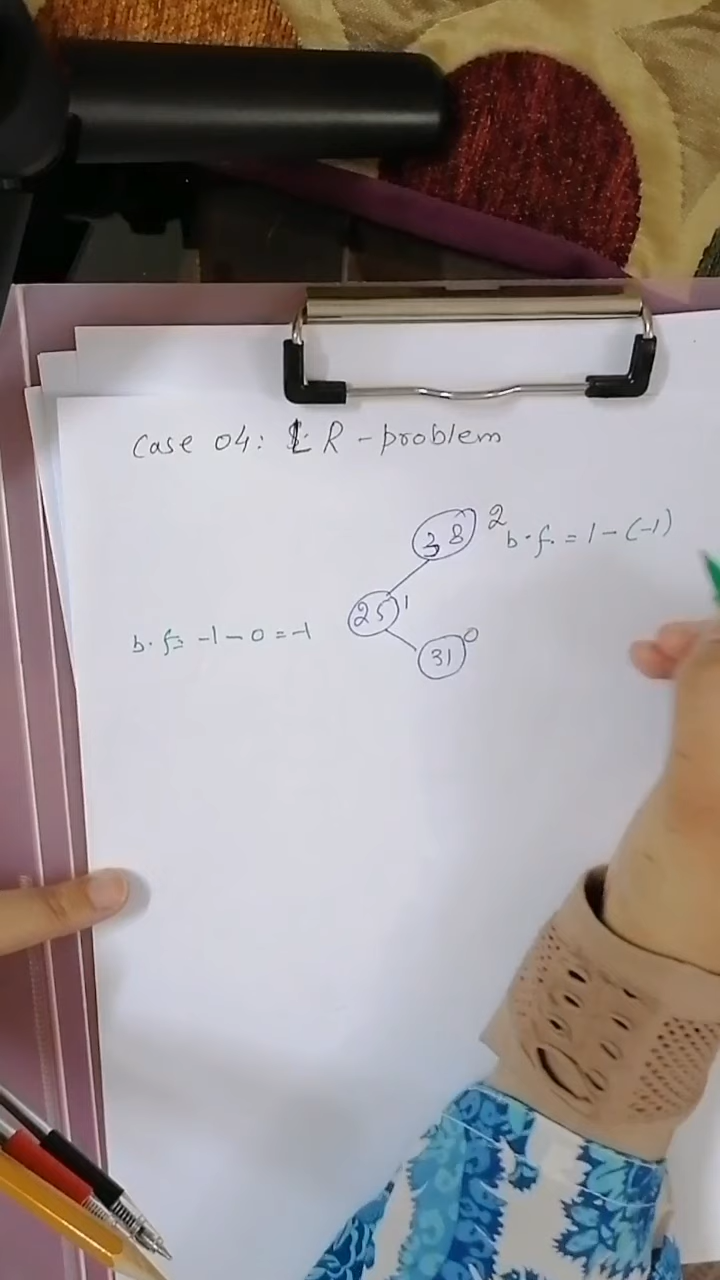 Case 04: LR - problem
38 2 b.f. = 1 - (-1)
25 1
b.f = -1 - 0 = -1
31 0